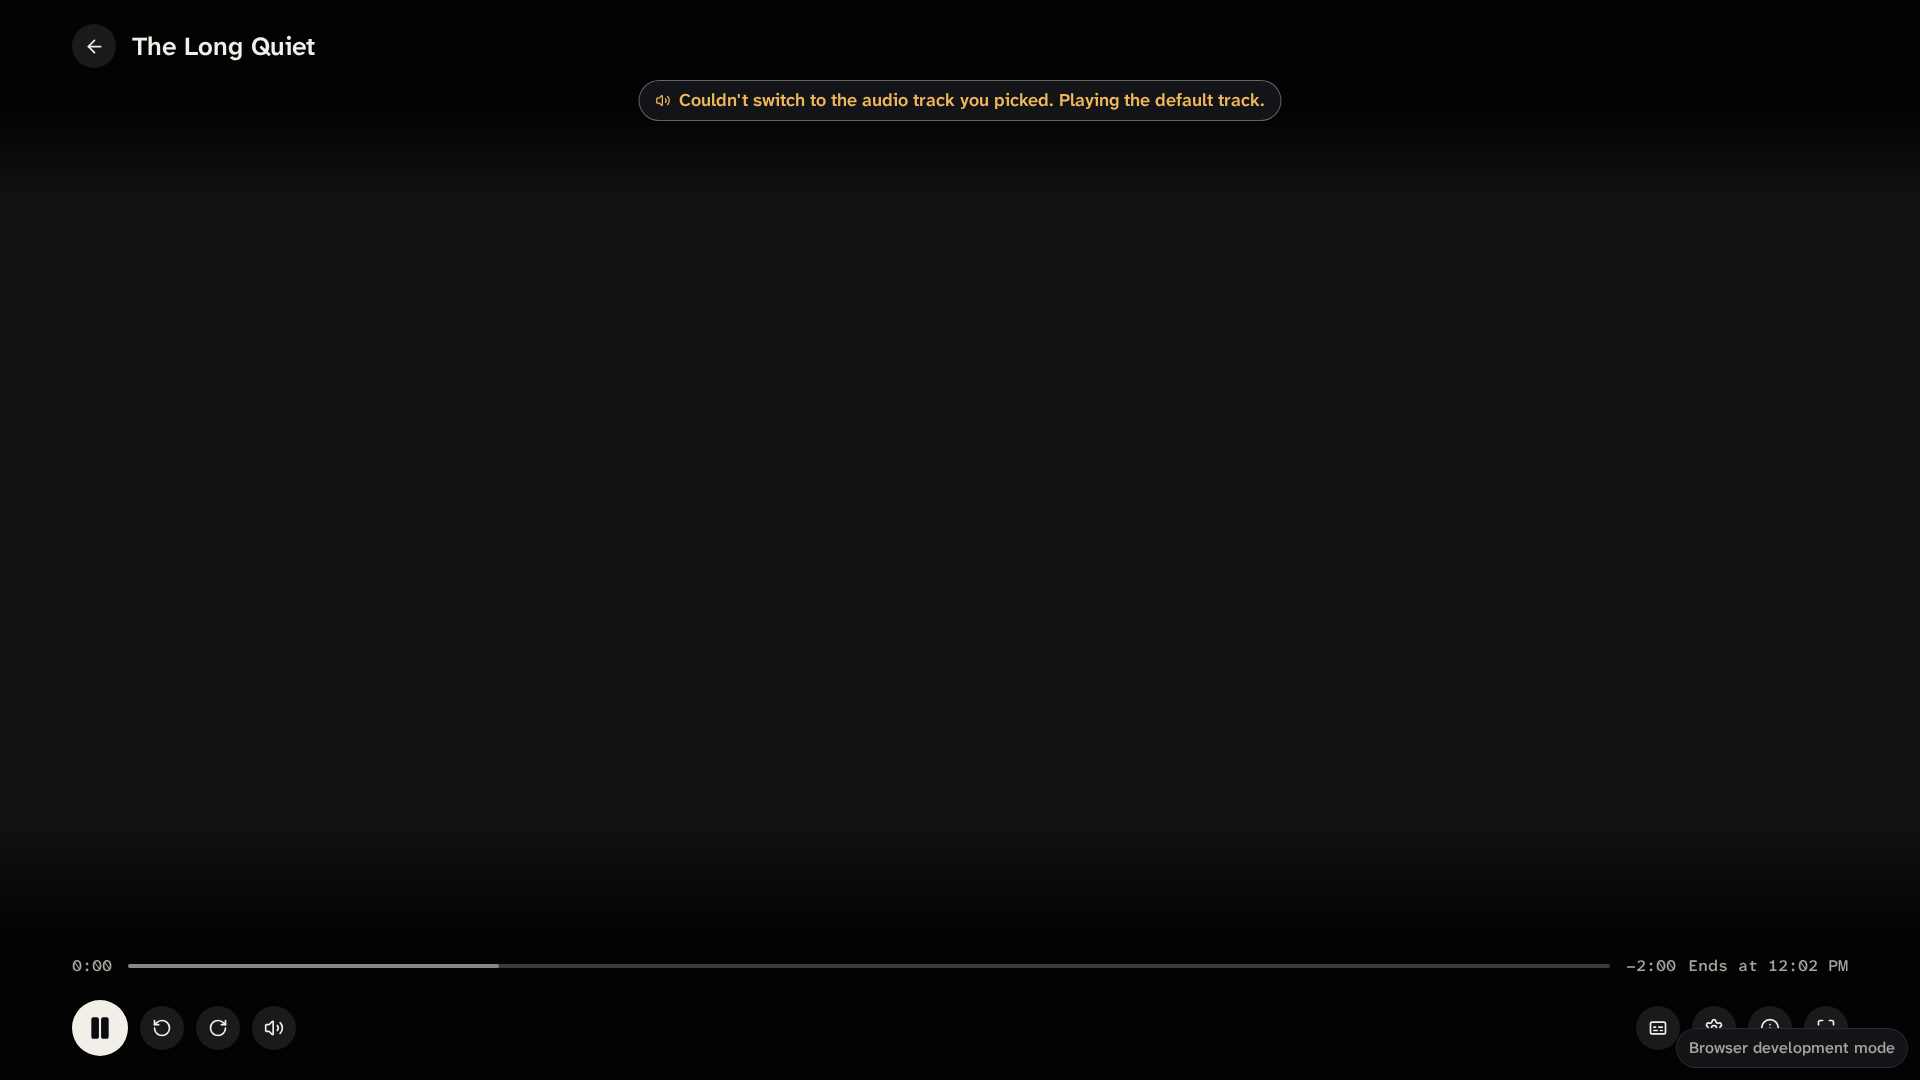 The Long Quiet
Couldn't switch to the audio track you picked. Playing the default track.
0:00
−2:00 Ends at 12:02 PM
Browser development mode